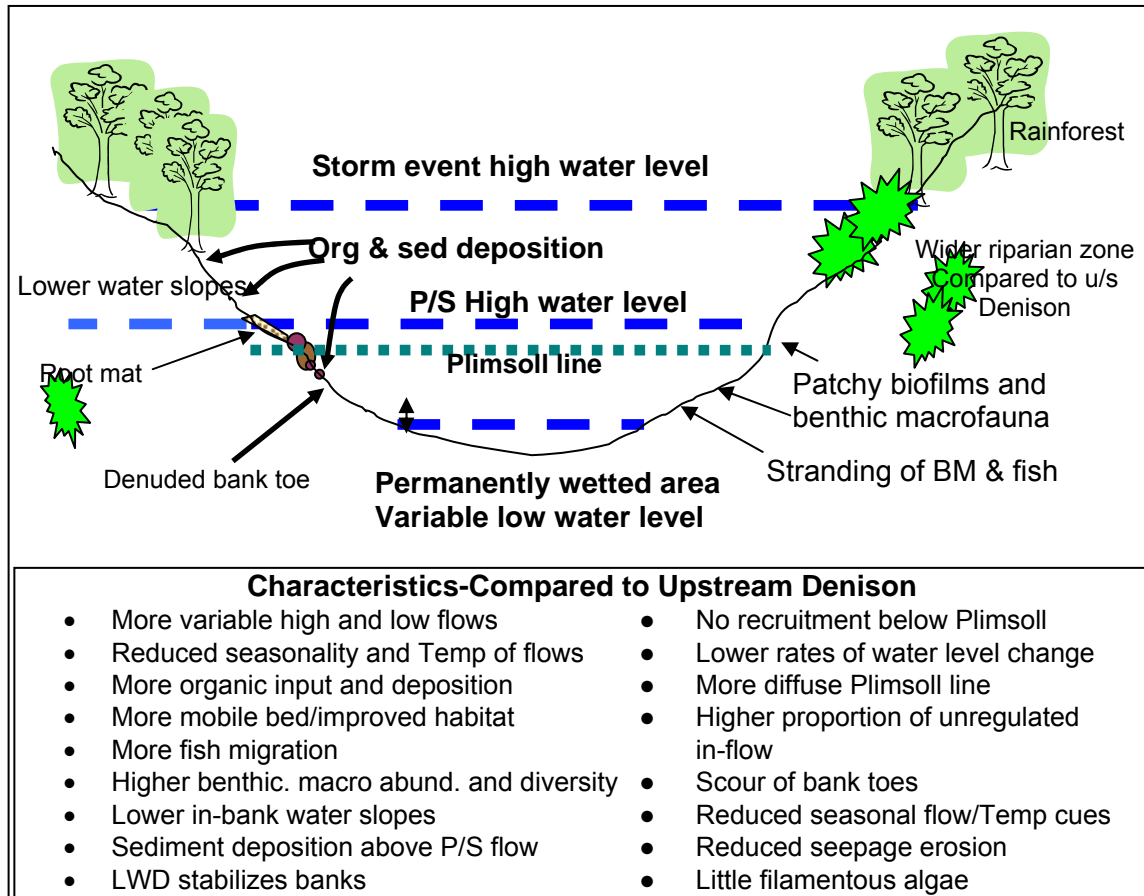 Rainforest
Storm event high water level
Org & sed deposition
Wider riparian zone
Compared to u/s
Denison
Lower water slopes
P/S High water level
Plimsoll line
Root mat
Patchy biofilms and
benthic macrofauna
Denuded bank toe
Stranding of BM & fish
Permanently wetted area
Variable low water level
Characteristics-Compared to Upstream Denison
• More variable high and low flows
• Reduced seasonality and Temp of flows
• More organic input and deposition
• More mobile bed/improved habitat
• More fish migration
• Higher benthic. macro abund. and diversity
• Lower in-bank water slopes
• Sediment deposition above P/S flow
• LWD stabilizes banks
● No recruitment below Plimsoll
● Lower rates of water level change
● More diffuse Plimsoll line
● Higher proportion of unregulated
in-flow
● Scour of bank toes
● Reduced seasonal flow/Temp cues
● Reduced seepage erosion
● Little filamentous algae